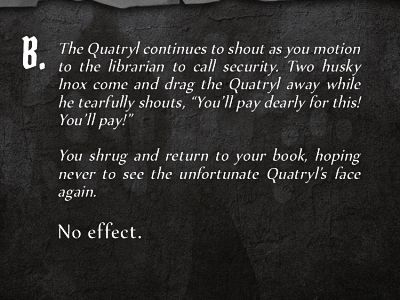 B. The Quatryl continues to shout as you motion
to the librarian to call security. Two husky
Inox come and drag the Quatryl away while
he tearfully shouts, “You’ll pay dearly for this!
You’ll pay!”
You shrug and return to your book, hoping
never to see the unfortunate Quatryl’s face
again.
No effect.